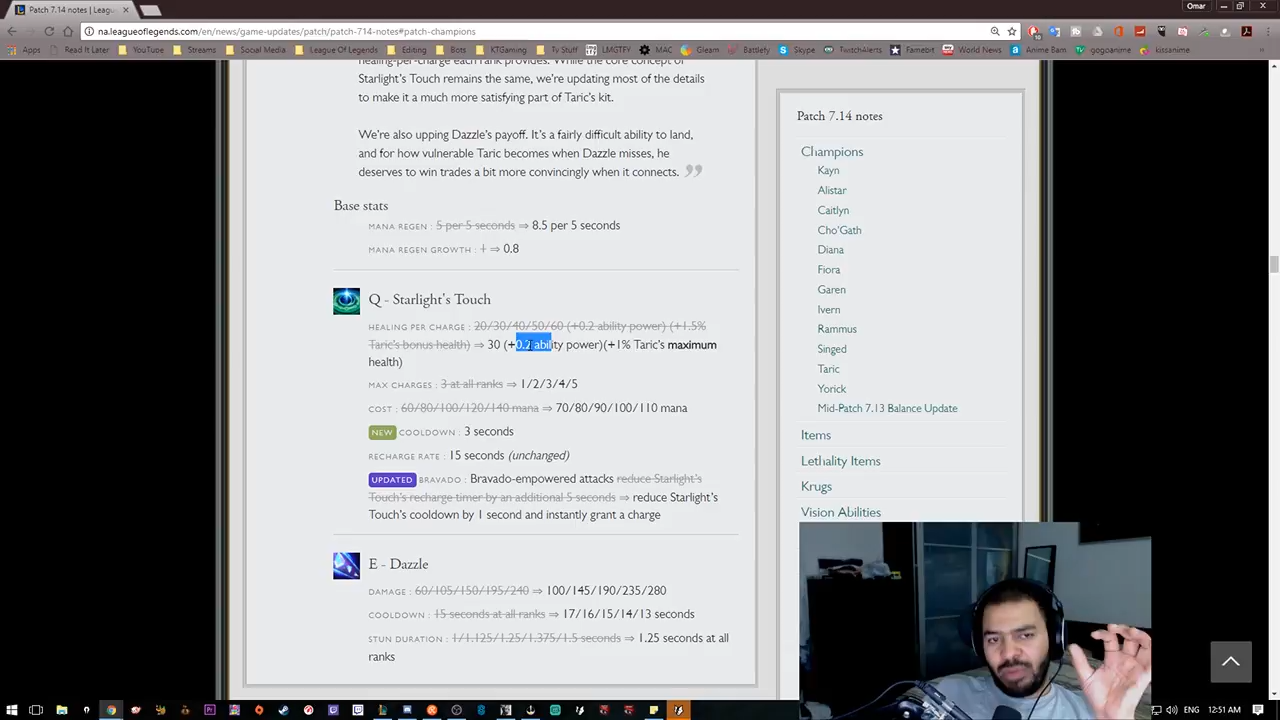 Patch 7.14 notes | Leag
Omar
na.leagueoflegends.com/en/news/game-updates/patch/patch-714-notes#patch-champions
Apps
Read It Later
YouTube
Streams
Social Media
League Of Legends
Editing
Bots
KTGaming
Ty Stuff
LMGTFY
MAC
Gleam
Battlefy
Skype
TwitchAlerts
Famebit
World News
Anime Bam
gogoanime
kissanime
healing-per-charge each rank provides. While the core concept of
Starlight's Touch remains the same, we're updating most of the details
to make it a much more satisfying part of Taric's kit.
We're also upping Dazzle's payoff. It's a fairly difficult ability to land,
and for how vulnerable Taric becomes when Dazzle misses, he
deserves to win trades a bit more convincingly when it connects.
Base stats
MANA REGEN : 5 per 5 seconds ⇒ 8.5 per 5 seconds
MANA REGEN GROWTH : + ⇒ 0.8
Q - Starlight's Touch
HEALING PER CHARGE : 20/30/40/50/60 (+0.2 ability power) (+1.5%
Taric's bonus health) ⇒ 30 (+0.2 ability power)(+1% Taric's maximum
health)
MAX CHARGES : 3 at all ranks ⇒ 1/2/3/4/5
COST : 60/80/100/120/140 mana ⇒ 70/80/90/100/110 mana
NEW COOLDOWN : 3 seconds
RECHARGE RATE : 15 seconds (unchanged)
UPDATED BRAVADO : Bravado-empowered attacks reduce Starlight's
Touch's recharge timer by an additional 5 seconds ⇒ reduce Starlight's
Touch's cooldown by 1 second and instantly grant a charge
E - Dazzle
DAMAGE : 60/105/150/195/240 ⇒ 100/145/190/235/280
COOLDOWN : 15 seconds at all ranks ⇒ 17/16/15/14/13 seconds
STUN DURATION : 1/1.125/1.25/1.375/1.5 seconds ⇒ 1.25 seconds at all
ranks
Patch 7.14 notes
Champions
Kayn
Alistar
Caitlyn
Cho'Gath
Diana
Fiora
Garen
Ivern
Rammus
Singed
Taric
Yorick
Mid-Patch 7.13 Balance Update
Items
Lethality Items
Krugs
Vision Abilities
12:51 AM